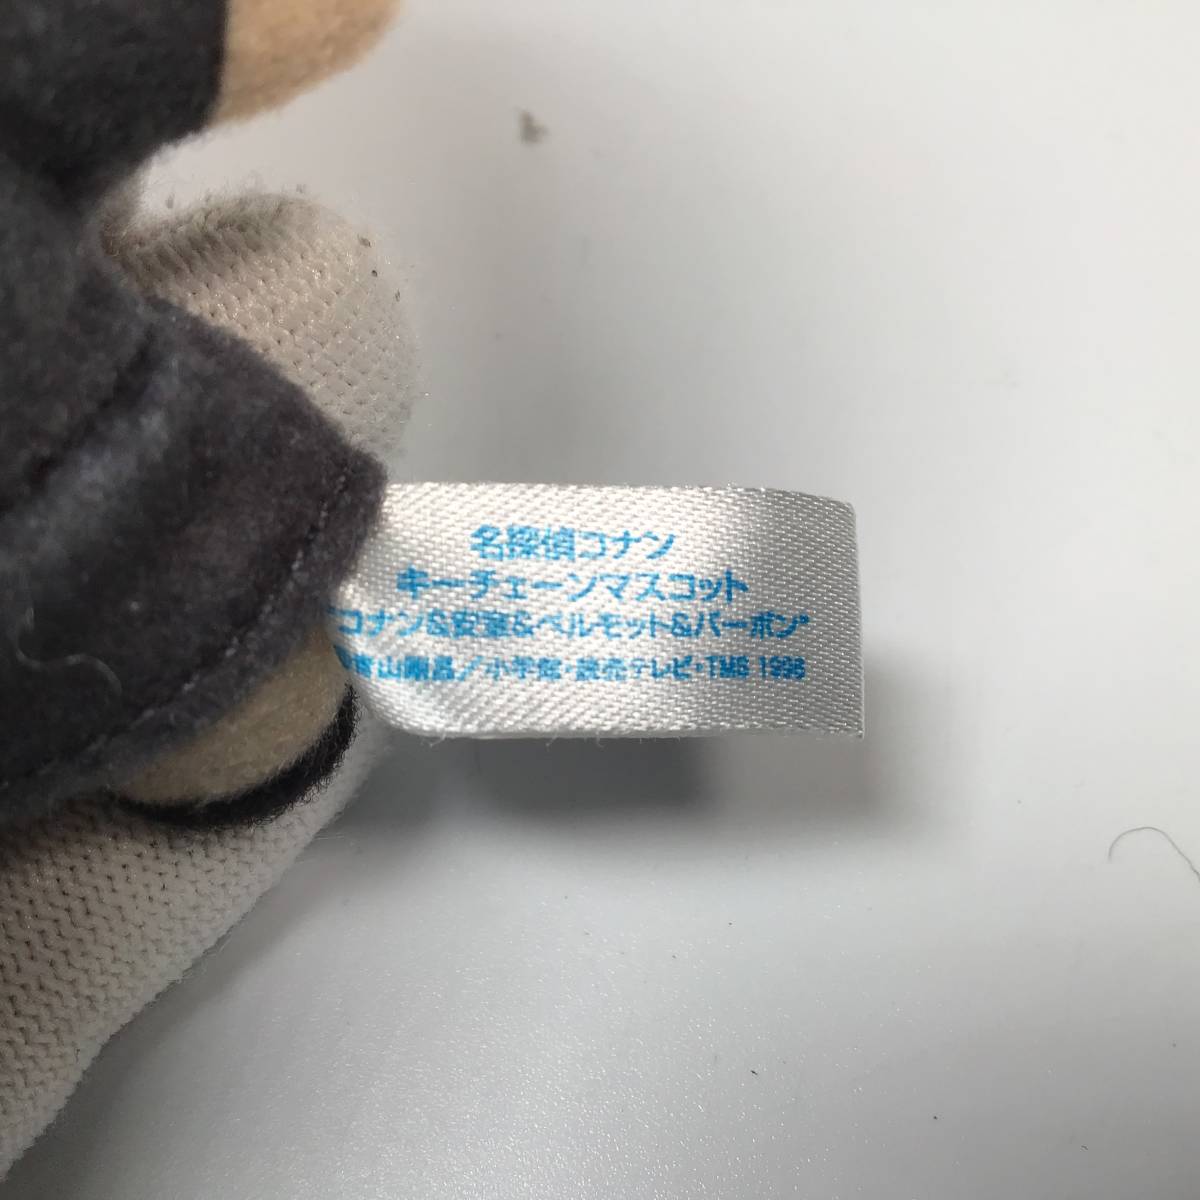 名探偵コナン
キーチェーンマスコット
コナン&安室&ベルモット&バーボン"
青山剛昌/小学館・読売テレビ・TMS 1996